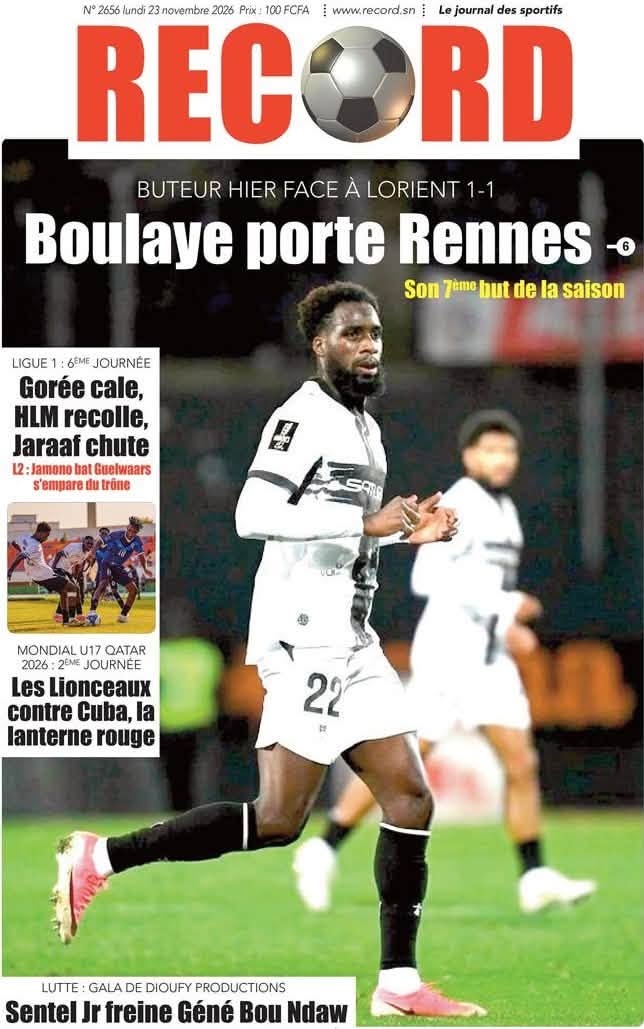 N° 2656 lundi 23 novembre 2026 Prix : 100 FCFA | www.record.sn | Le journal des sportifs
RECORD
BUTEUR HIER FACE À LORIENT 1-1
Boulaye porte Rennes 6
Son 7ème but de la saison
LIGUE 1 : 6ÈME JOURNÉE
Gorée cale,
HLM recolle,
Jaraaf chute
L2 : Jamono bat Guelwaars
s'empare du trône
MONDIAL U17 QATAR
2026 : 2ÈME JOURNÉE
Les Lionceaux
contre Cuba, la
lanterne rouge
22
LUTTE : GALA DE DIOUFY PRODUCTIONS
Sentel Jr freine Géné Bou Ndaw